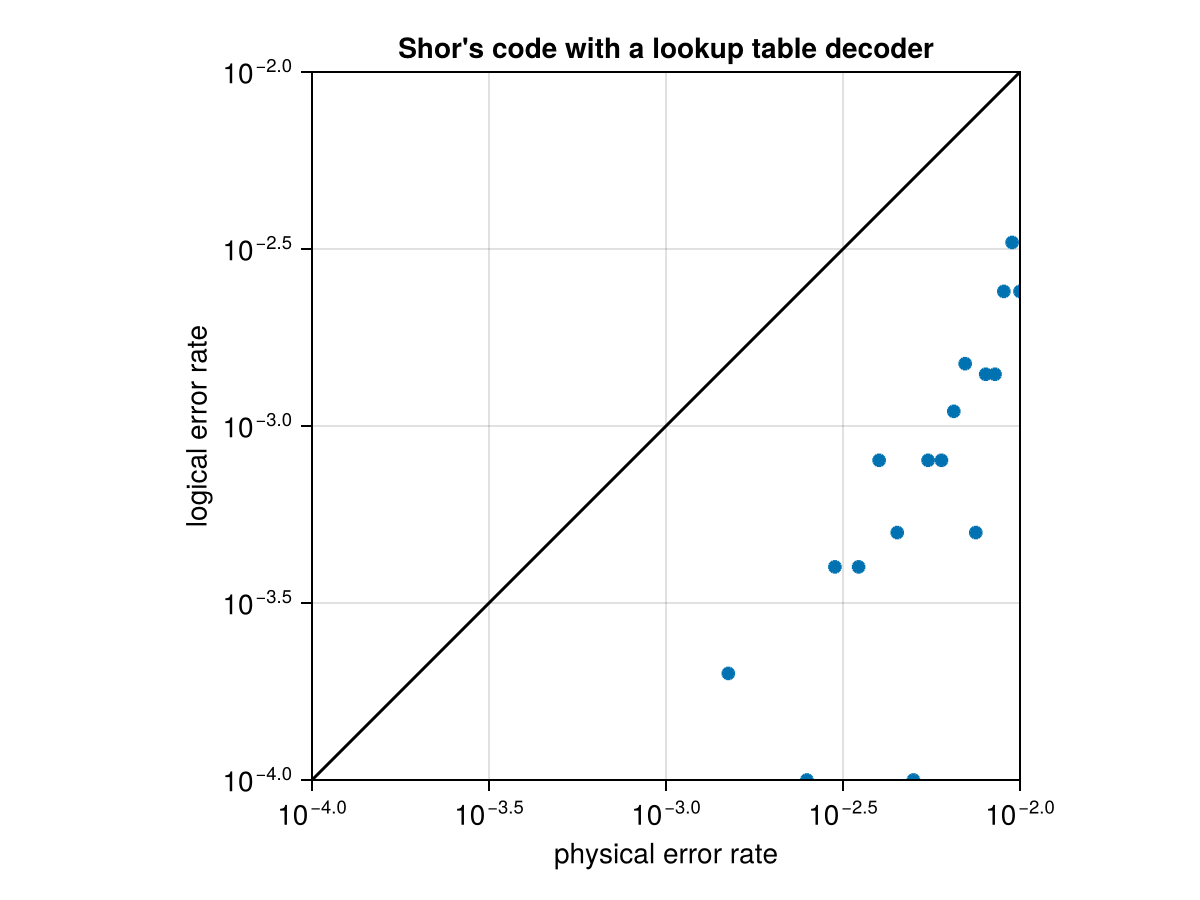 Shor's code with a lookup table decoder
10⁻²·⁰
10⁻²·⁵
10⁻³·⁰
10⁻³·⁵
10⁻⁴·⁰
logical error rate
10⁻⁴·⁰ 10⁻³·⁵ 10⁻³·⁰ 10⁻²·⁵ 10⁻²·⁰
physical error rate